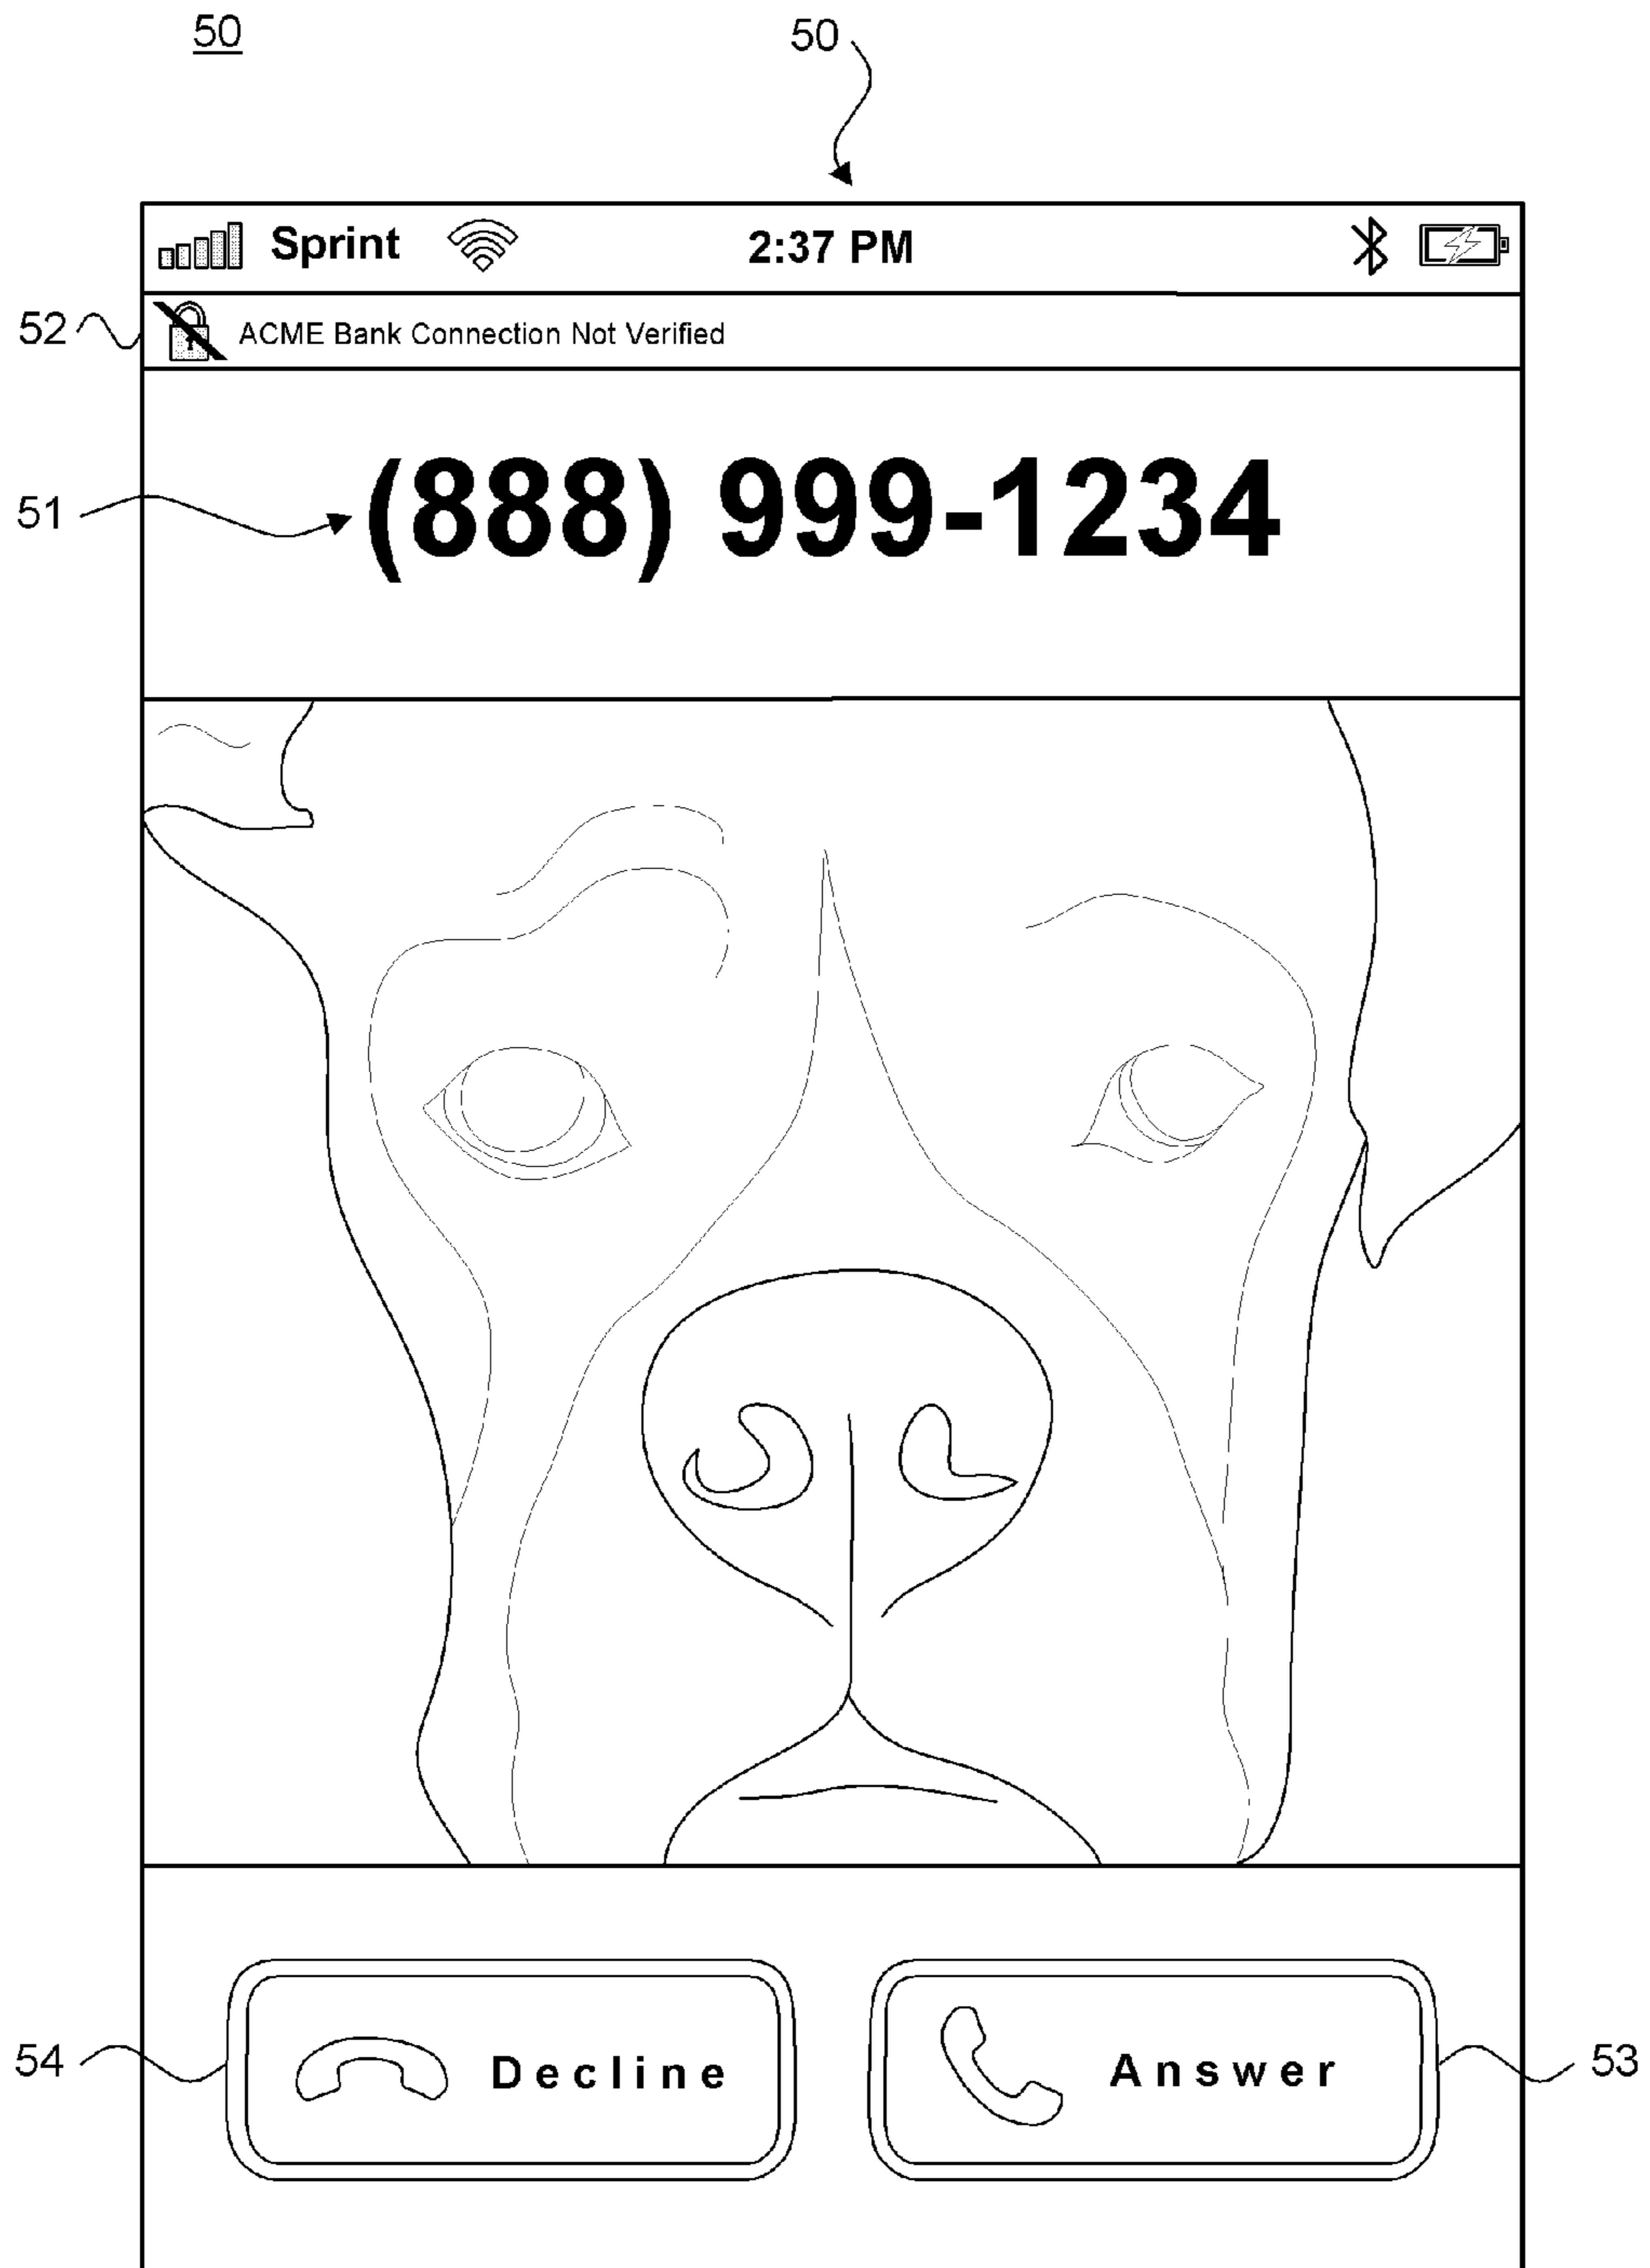 50
50
Sprint 2:37 PM
52
ACME Bank Connection Not Verified
51
(888) 999-1234
54
Decline
Answer
53